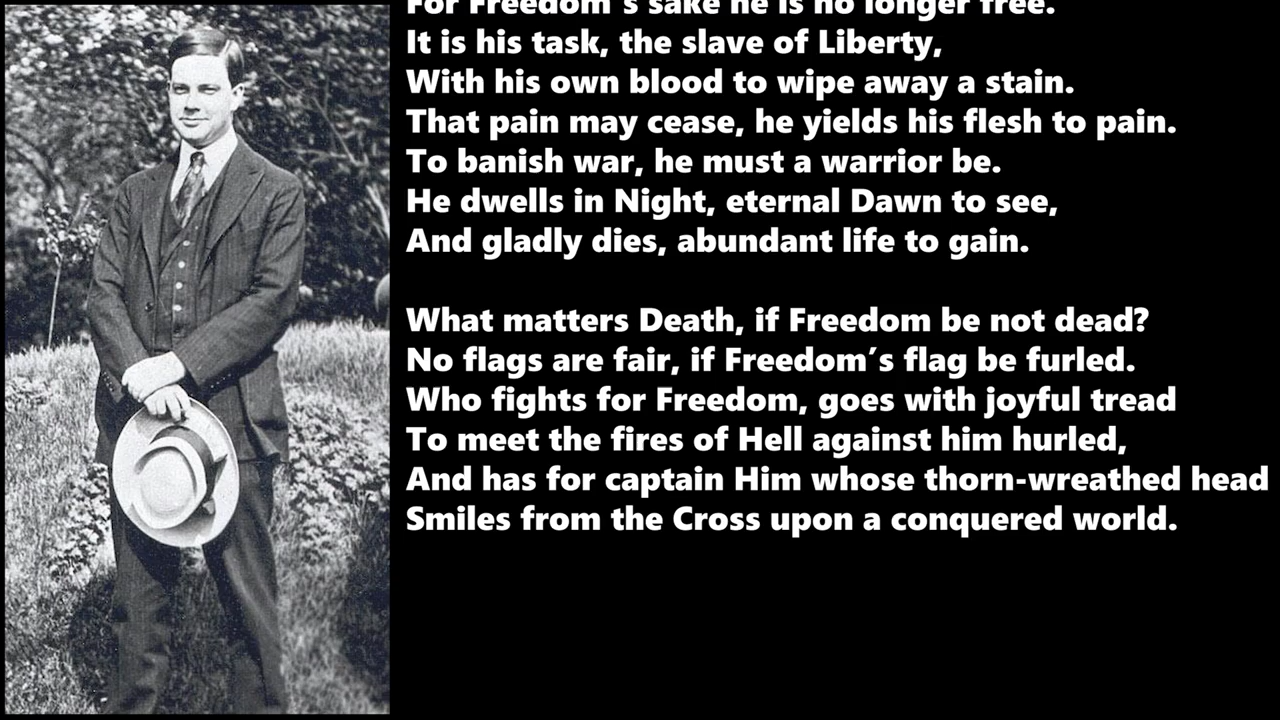 For Freedom's sake he is no longer free.
It is his task, the slave of Liberty,
With his own blood to wipe away a stain.
That pain may cease, he yields his flesh to pain.
To banish war, he must a warrior be.
He dwells in Night, eternal Dawn to see,
And gladly dies, abundant life to gain.
What matters Death, if Freedom be not dead?
No flags are fair, if Freedom′s flag be furled.
Who fights for Freedom, goes with joyful tread
To meet the fires of Hell against him hurled,
And has for captain Him whose thorn-wreathed head
Smiles from the Cross upon a conquered world.